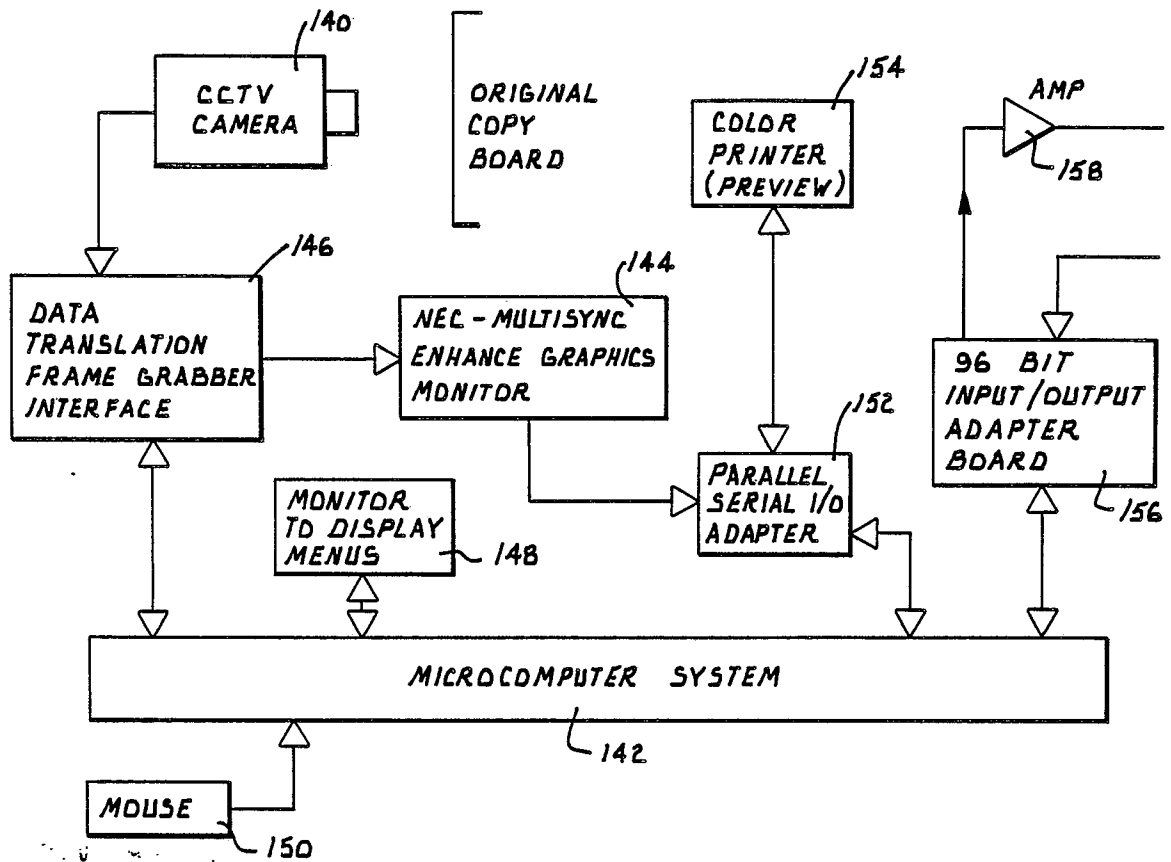 140
CCTV
CAMERA
ORIGINAL
COPY
BOARD
154
COLOR
PRINTER
(PREVIEW)
AMP
158
146
DATA
TRANSLATION
FRAME GRABBER
INTERFACE
144
NEC-MULTISYNC
ENHANCE GRAPHICS
MONITOR
152
PARALLEL
SERIAL I/O
ADAPTER
96 BIT
INPUT/OUTPUT
ADAPTER
BOARD
156
MONITOR
TO DISPLAY
MENUS
148
MICROCOMPUTER SYSTEM
142
MOUSE
150